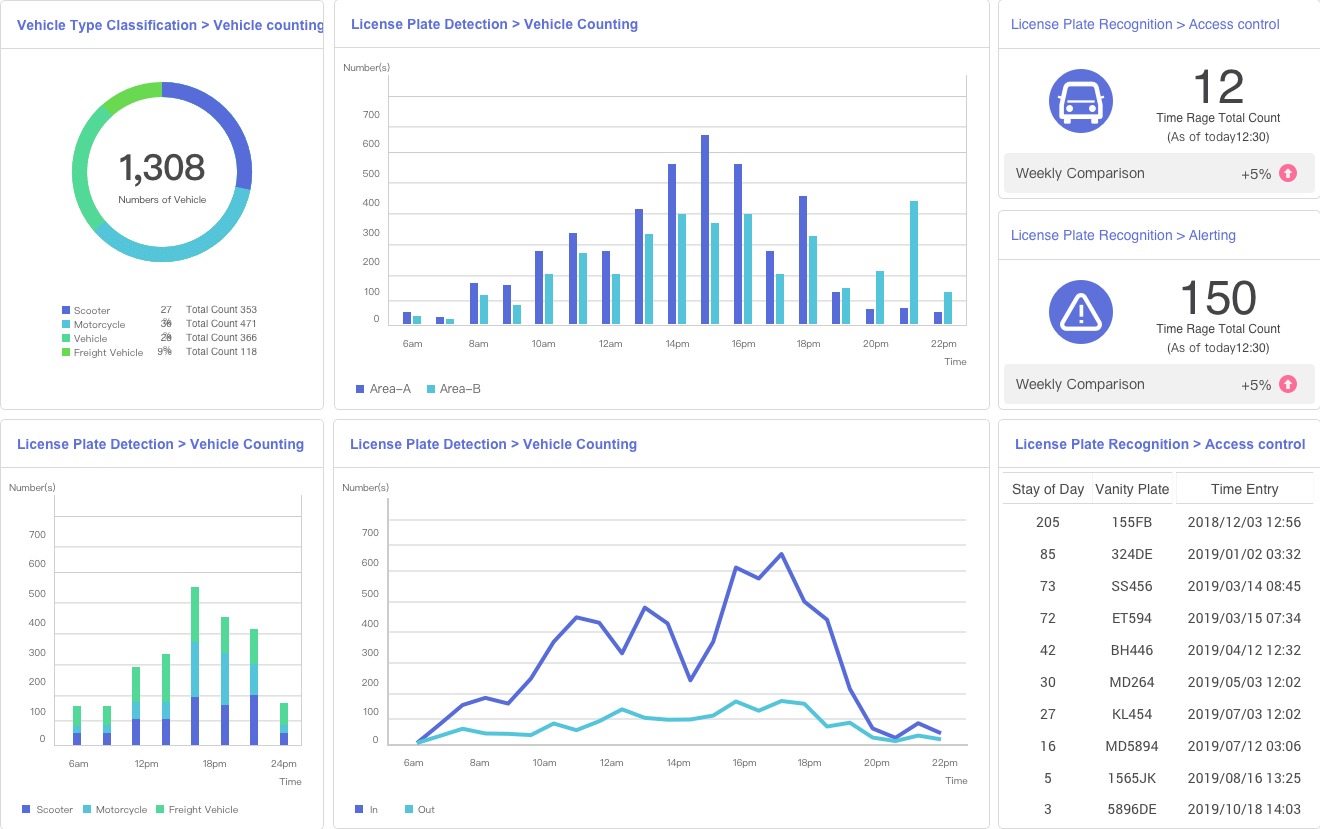 Vehicle Type Classification > Vehicle counting
1,308
Numbers of Vehicle
Scooter 27 Total Count 353
Motorcycle Total Count 471
Vehicle Total Count 366
Freight Vehicle 9% Total Count 118
License Plate Detection > Vehicle Counting
Number(s)
700
600
500
400
300
200
100
0
6am 8am 10am 12am 14pm 16pm 18pm 20pm 22pm
Time
Area-A Area-B
License Plate Recognition > Access control
12
Time Rage Total Count
(As of today12:30)
Weekly Comparison +5%
License Plate Recognition > Alerting
150
Time Rage Total Count
(As of today12:30)
Weekly Comparison +5%
License Plate Detection > Vehicle Counting
Number(s)
700
600
500
400
300
200
100
0
6am 12pm 18pm 24pm
Time
Scooter Motorcycle Freight Vehicle
License Plate Detection > Vehicle Counting
Number(s)
700
600
500
400
300
200
100
0
6am 8am 10am 12am 14pm 16pm 18pm 20pm 22pm
Time
In Out
License Plate Recognition > Access control
Stay of Day Vanity Plate Time Entry
205 155FB 2018/12/03 12:56
85 324DE 2019/01/02 03:32
73 SS456 2019/03/14 08:45
72 ET594 2019/03/15 07:34
42 BH446 2019/04/12 12:32
30 MD264 2019/05/03 12:02
27 KL454 2019/07/03 12:02
16 MD5894 2019/07/12 03:06
5 1565JK 2019/08/16 13:25
3 5896DE 2019/10/18 14:03